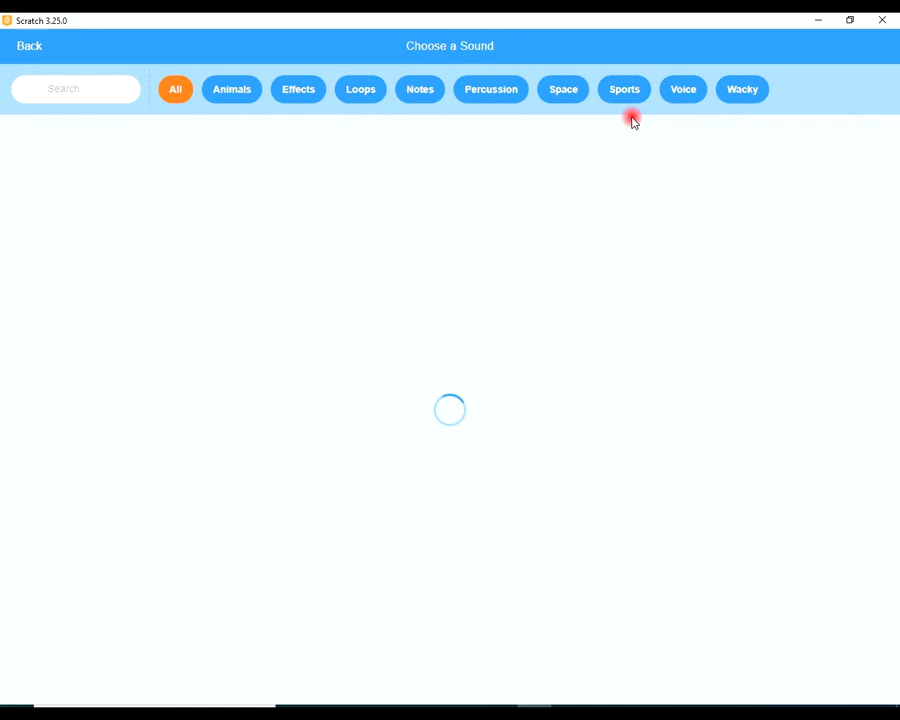 Scratch 3.25.0
Back
Choose a Sound
Search
All
Animals
Effects
Loops
Notes
Percussion
Space
Sports
Voice
Wacky